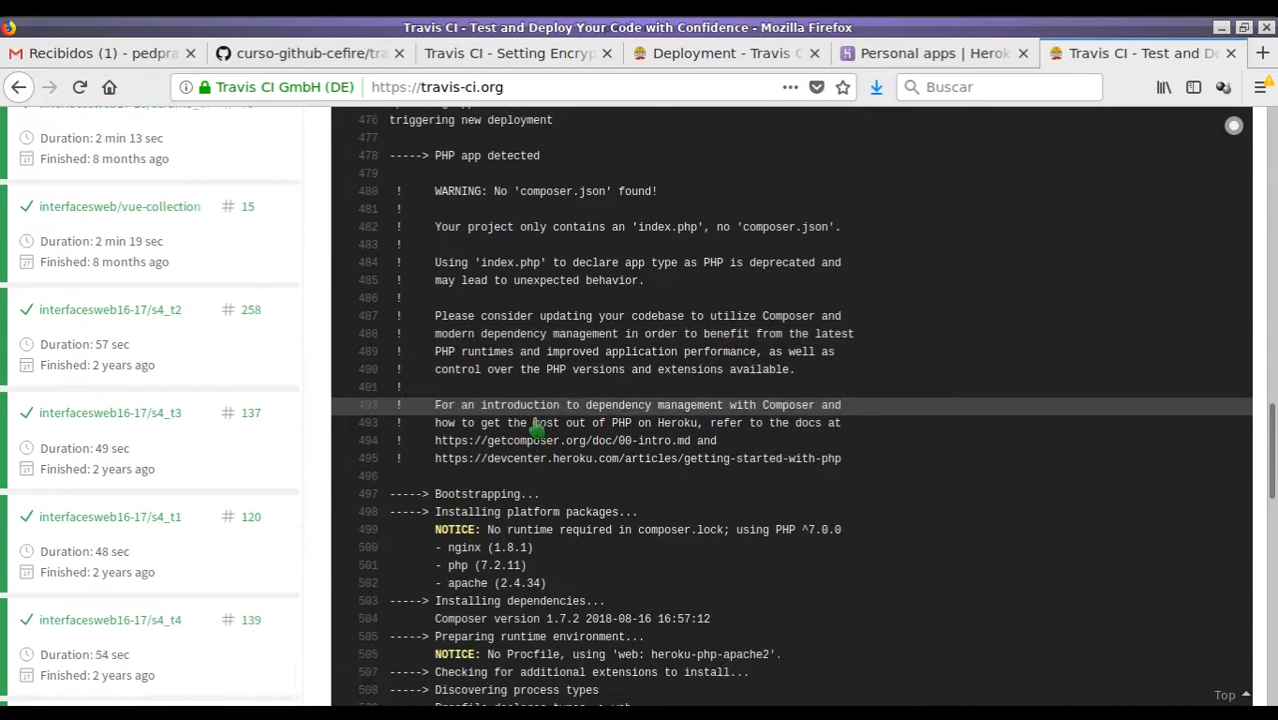 Travis CI - Test and Deploy Your Code with Confidence - Mozilla Firefox
Recibidos (1) - pedpra
curso-github-cefire/tra
Travis CI - Setting Encryp
Deployment - Travis C
Personal apps | Herok
Travis CI - Test and De
Travis CI GmbH (DE)
https://travis-ci.org
Buscar
Duration: 2 min 13 sec
Finished: 8 months ago
interfacesweb/vue-collection # 15
Duration: 2 min 19 sec
Finished: 8 months ago
interfacesweb16-17/s4_t2 # 258
Duration: 57 sec
Finished: 2 years ago
interfacesweb16-17/s4_t3 # 137
Duration: 49 sec
Finished: 2 years ago
interfacesweb16-17/s4_t1 # 120
Duration: 48 sec
Finished: 2 years ago
interfacesweb16-17/s4_t4 # 139
Duration: 54 sec
Finished: 2 years ago
476 triggering new deployment
477
478 -----> PHP app detected
479
480 ! WARNING: No 'composer.json' found!
481 !
482 ! Your project only contains an 'index.php', no 'composer.json'.
483 !
484 ! Using 'index.php' to declare app type as PHP is deprecated and
485 ! may lead to unexpected behavior.
486 !
487 ! Please consider updating your codebase to utilize Composer and
488 ! modern dependency management in order to benefit from the latest
489 ! PHP runtimes and improved application performance, as well as
490 ! control over the PHP versions and extensions available.
491 !
493 ! For an introduction to dependency management with Composer and
493 ! how to get the most out of PHP on Heroku, refer to the docs at
494 ! https://getcomposer.org/doc/00-intro.md and
495 ! https://devcenter.heroku.com/articles/getting-started-with-php
496
497 -----> Bootstrapping...
498 -----> Installing platform packages...
499 NOTICE: No runtime required in composer.lock; using PHP ^7.0.0
500 - nginx (1.8.1)
501 - php (7.2.11)
502 - apache (2.4.34)
503 -----> Installing dependencies...
504 Composer version 1.7.2 2018-08-16 16:57:12
505 -----> Preparing runtime environment...
505 NOTICE: No Procfile, using 'web: heroku-php-apache2'.
507 -----> Checking for additional extensions to install...
508 -----> Discovering process types
Procfile declares types -> web
Top